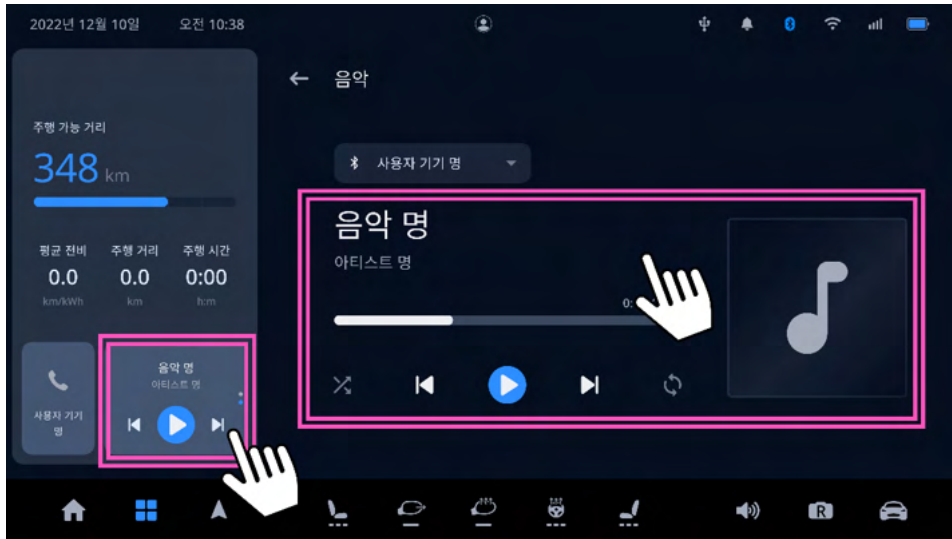 2022년 12월 10일 오전 10:38
음악
주행 가능 거리
348 km
사용자 기기 명
음악 명
아티스트 명
평균 전비 주행 거리 주행 시간
0.0 0.0 0:00
km/kWh km h:m
0:
음악 명
아티스트 명
사용자 기기
명
R